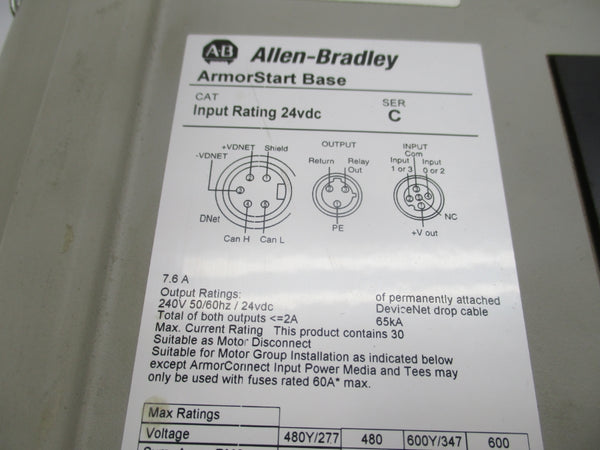 AB Allen-Bradley
ArmorStart Base
CAT SER
Input Rating 24vdc C
+VDNET Shield
-VDNET
DNet
Can H Can L
OUTPUT
Return Relay
Out
PE
INPUT
Com
Input Input
1 or 3 0 or 2
NC
+V out
7.6 A
Output Ratings: of permanently attached
240V 50/60hz / 24vdc DeviceNet drop cable
Total of both outputs <=2A 65kA
Max. Current Rating This product contains 30
Suitable as Motor Disconnect
Suitable for Motor Group Installation as indicated below
except ArmorConnect Input Power Media and Tees may
only be used with fuses rated 60A* max.
Max Ratings
Voltage 480Y/277 480 600Y/347 600